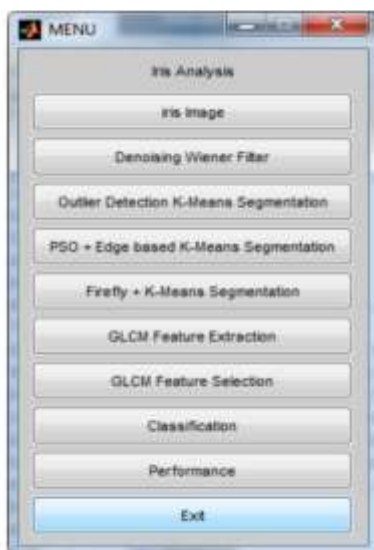 MENU
Iris Analysis
Iris Image
Denoising Wiener Filter
Outlier Detection K-Means Segmentation
PSO + Edge based K-Means Segmentation
Firefly + K-Means Segmentation
GLCM Feature Extraction
GLCM Feature Selection
Classification
Performance
Exit